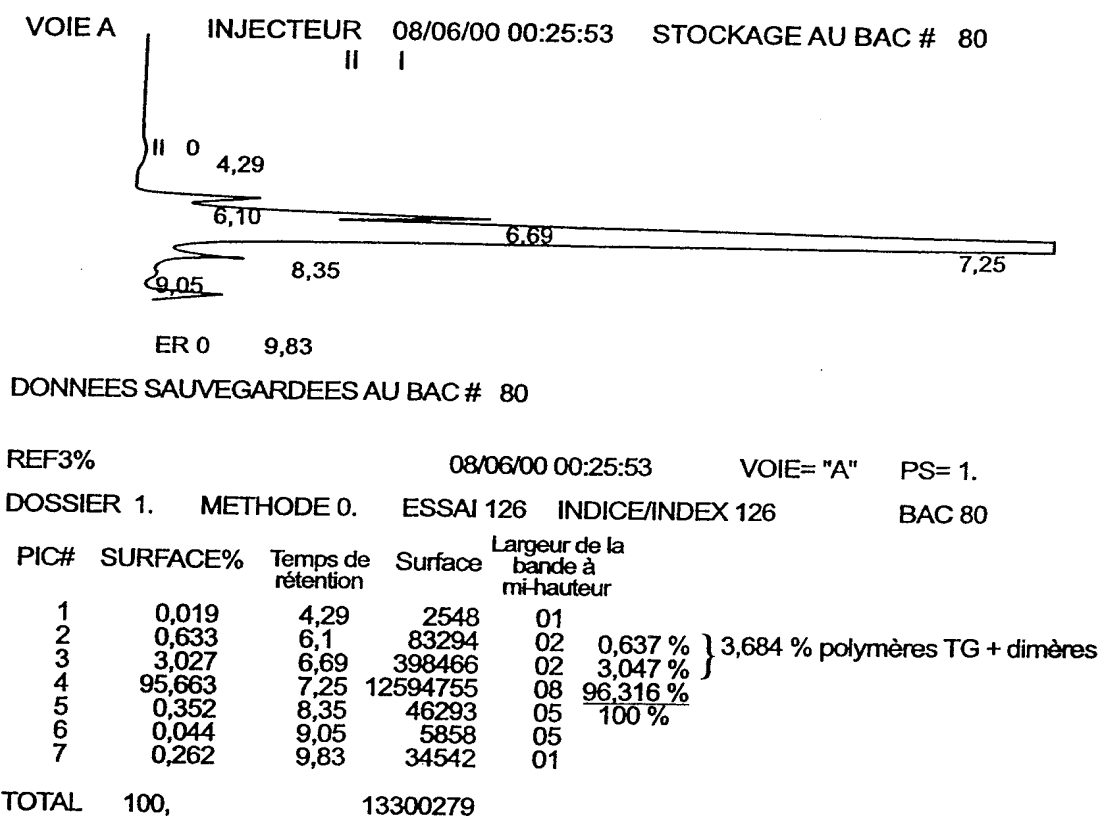 VOIE A INJECTEUR 08/06/00 00:25:53 STOCKAGE AU BAC # 80
II I
II 0
4,29
6,10
6,69
7,25
8,35
9,05
ER 0 9,83
DONNEES SAUVEGARDEES AU BAC # 80
REF3% 08/06/00 00:25:53 VOIE= "A" PS= 1.
DOSSIER 1. METHODE 0. ESSAI 126 INDICE/INDEX 126 BAC 80
PIC# SURFACE% Temps de rétention Surface Largeur de la bande à mi-hauteur
1 0,019 4,29 2548 01
2 0,633 6,1 83294 02 0,637 % } 3,684 % polymères TG + dimères
3 3,027 6,69 398466 02 3,047 %
4 95,663 7,25 12594755 08 96,316 %
5 0,352 8,35 46293 05 100 %
6 0,044 9,05 5858 05
7 0,262 9,83 34542 01
TOTAL 100, 13300279